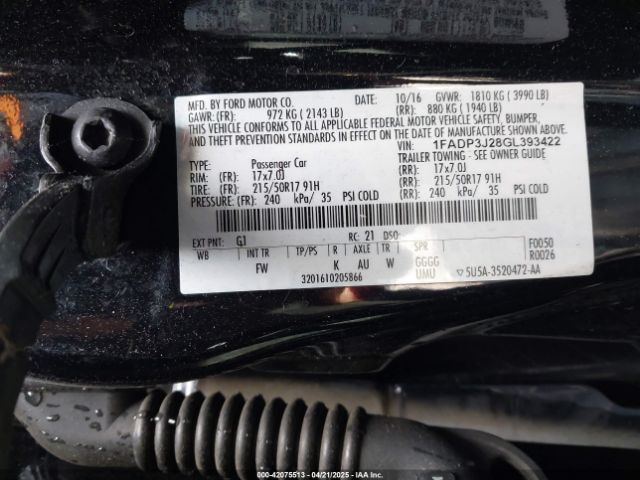 MFD. BY FORD MOTOR CO.
DATE: 10/16 GVWR: 1810 KG ( 3990 LB)
GAWR: (FR): 972 KG ( 2143 LB) (RR): 880 KG ( 1940 LB)
THIS VEHICLE CONFORMS TO ALL APPLICABLE FEDERAL MOTOR VEHICLE SAFETY, BUMPER,
AND THEFT PREVENTION STANDARDS IN EFFECT ON THE DATE OF MANUFACTURE SHOWN ABOVE.
VIN: 1FADP3J28GL393422
TYPE: Passenger Car TRAILER TOWING - SEE OWNER GUIDE
RIM: (FR): 17x7.0J (RR): 17x7.0J
TIRE: (FR): 215/50R17 91H (RR): 215/50R17 91H
PRESSURE: (FR): 240 kPa/ 35 PSI COLD (RR): 240 kPa/ 35 PSI COLD
EXT PNT: G1 RC: 21 DSO: F0050
WB INT TR TP/PS R AXLE TR SPR R0026
FW K AU W GGGG
UMU
3201610205866 5U5A-3520472-AA
000-42075513 - 04/21/2025 - IAAI.COM